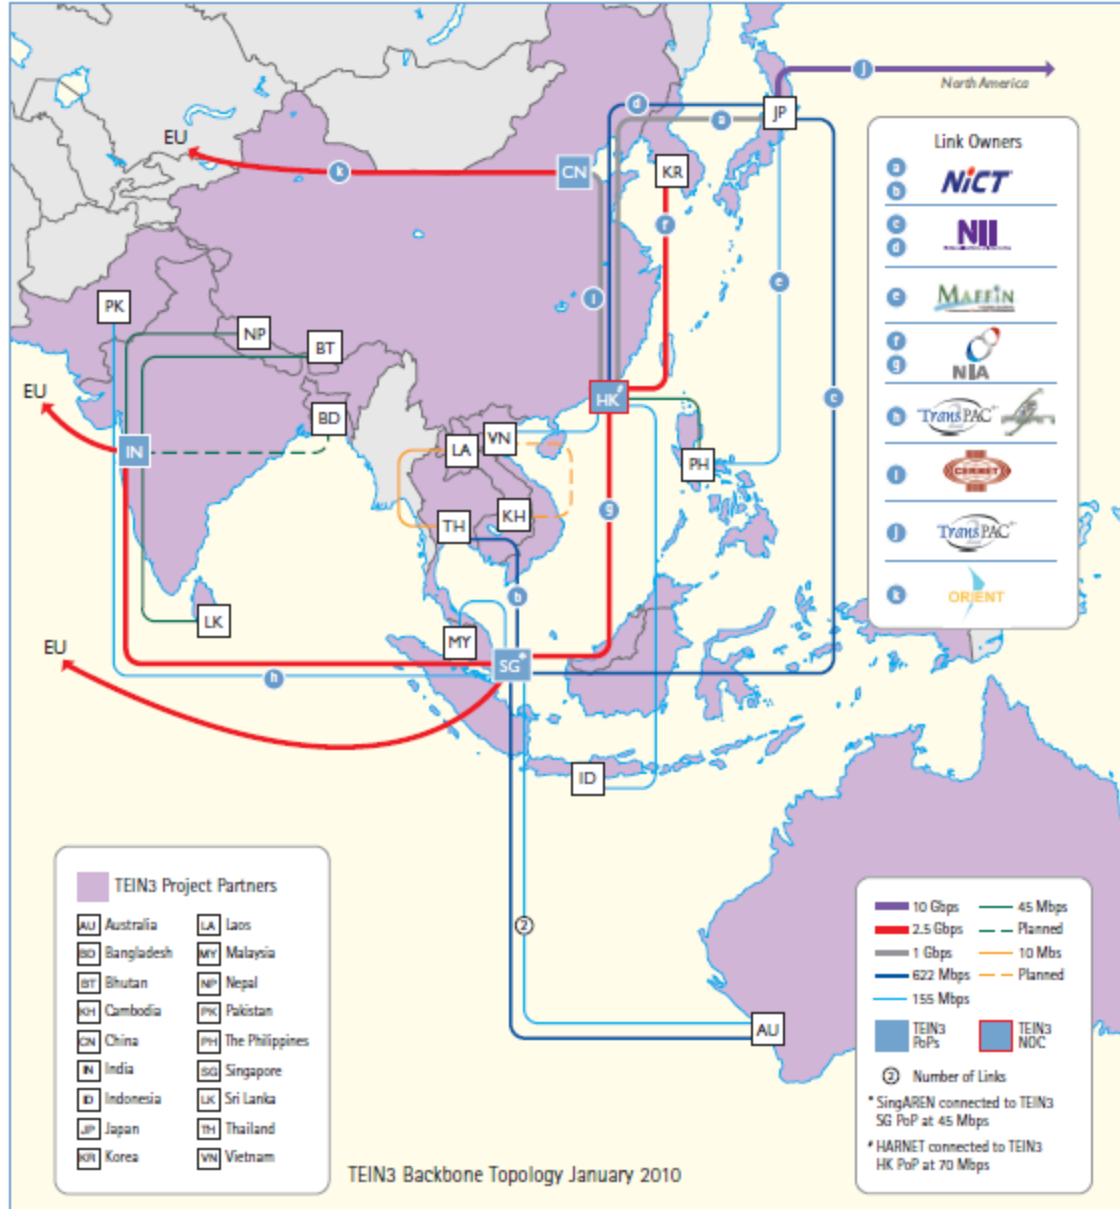 EU
k
CN
d
a
JP
j
North America
KR
f
PK
NP
BT
i
e
EU
BD
HK#
c
IN
LA
VN
PH
TH
KH
g
b
LK
MY
EU
SG*
h
ID
2
AU
Link Owners
a
b
NiCT
c
d
NII
e
MAFFIN
f
g
NIA
h
TransPAC2
i
CERNET
j
TransPAC2
k
ORIENT
TEIN3 Project Partners
AU Australia
BD Bangladesh
BT Bhutan
KH Cambodia
CN China
IN India
ID Indonesia
JP Japan
KR Korea
LA Laos
MY Malaysia
NP Nepal
PK Pakistan
PH The Philippines
SG Singapore
LK Sri Lanka
TH Thailand
VN Vietnam
TEIN3 Backbone Topology January 2010
10 Gbps
2.5 Gbps
1 Gbps
622 Mbps
155 Mbps
45 Mbps
Planned
10 Mbs
Planned
TEIN3
PoPs
TEIN3
NOC
2 Number of Links
* SingAREN connected to TEIN3
SG PoP at 45 Mbps
# HARNET connected to TEIN3
HK PoP at 70 Mbps